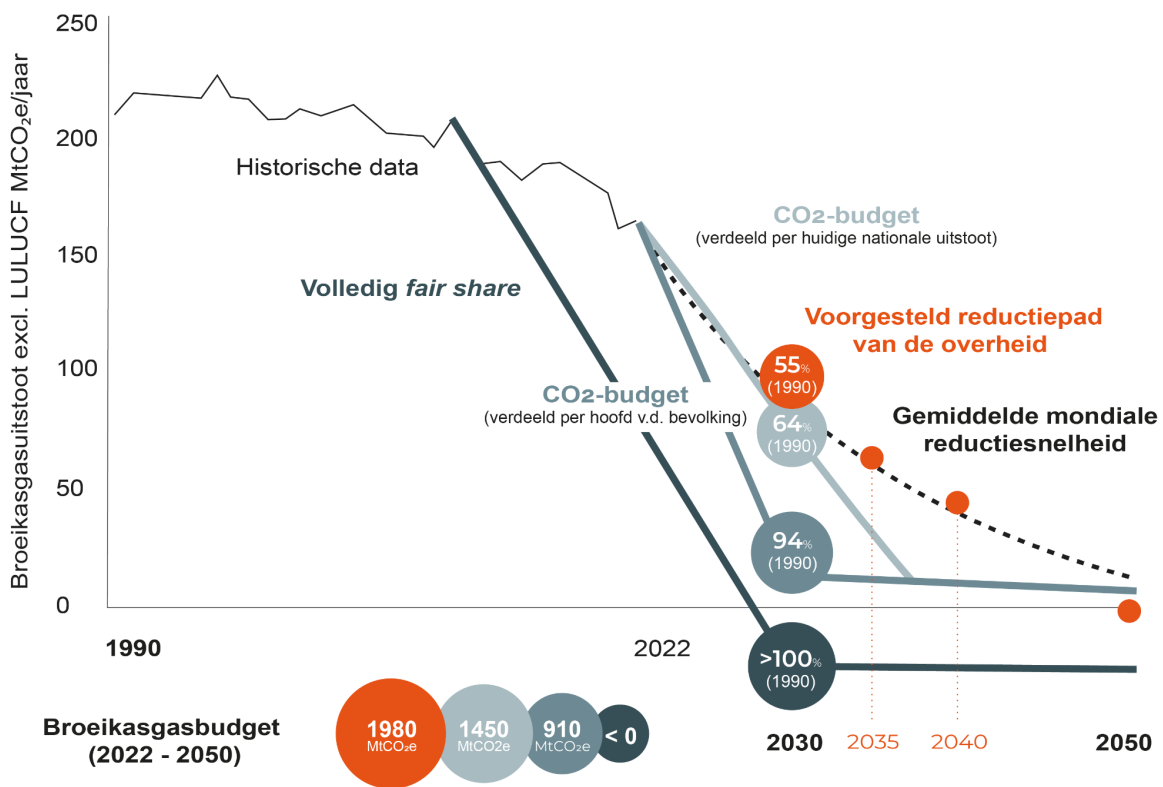 Broeikasgasuitstoot excl. LULUCF MtCO₂e/jaar
250
200
150
100
50
0
Historische data
Volledig fair share
CO2-budget
(verdeeld per huidige nationale uitstoot)
Voorgesteld reductiepad
van de overheid
CO2-budget
(verdeeld per hoofd v.d. bevolking)
Gemiddelde mondiale
reductiesnelheid
55%
(1990)
64%
(1990)
94%
(1990)
>100%
(1990)
1990
2022
2030
2035
2040
2050
Broeikasgasbudget
(2022 - 2050)
1980
MtCO₂e
1450
MtCO2e
910
MtCO₂e
< 0